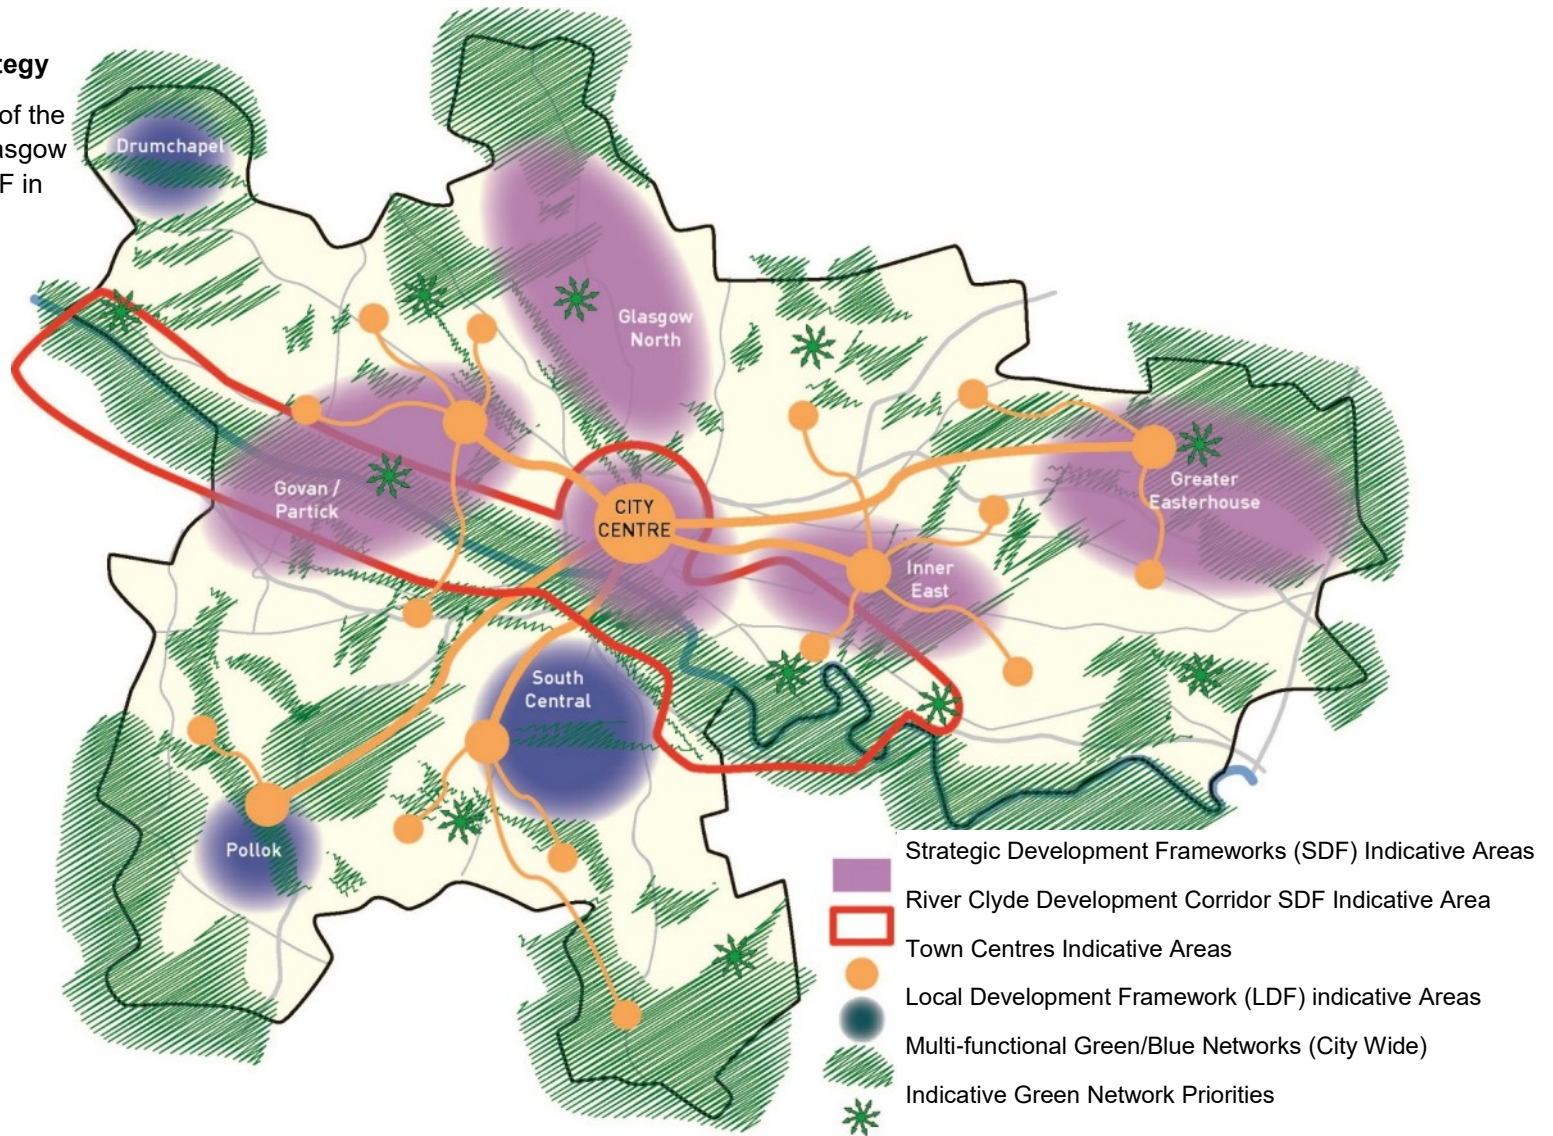 tegy
of the
asgow
F in
Drumchapel
Glasgow
North
Govan /
Partick
CITY
CENTRE
Greater
Easterhouse
Inner
East
South
Central
Pollok
Strategic Development Frameworks (SDF) Indicative Areas
River Clyde Development Corridor SDF Indicative Area
Town Centres Indicative Areas
Local Development Framework (LDF) indicative Areas
Multi-functional Green/Blue Networks (City Wide)
Indicative Green Network Priorities